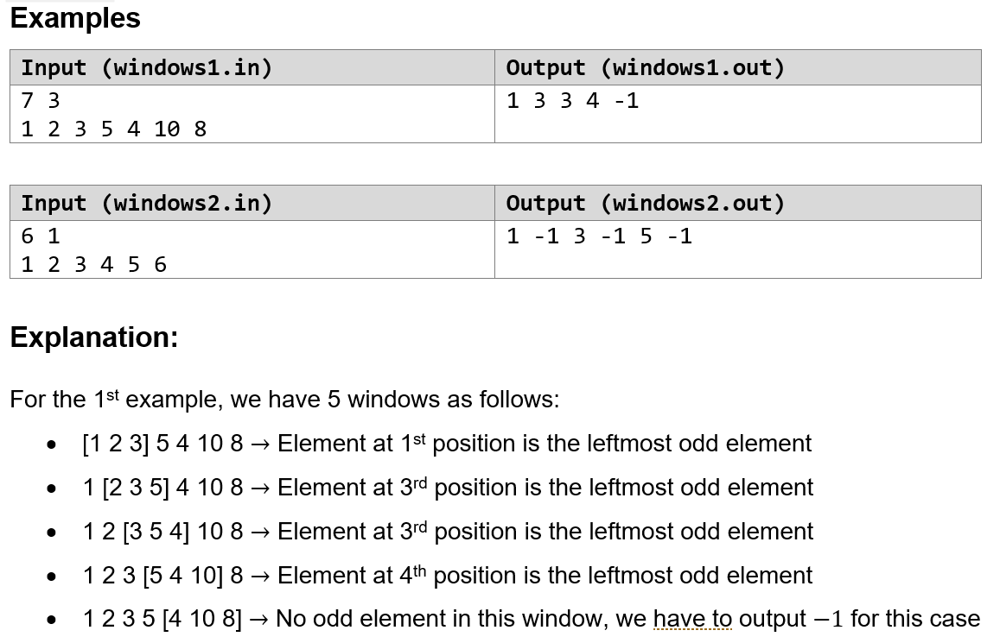 Examples
Input (windows1.in) Output (windows1.out)
7 3 1 3 3 4 -1
1 2 3 5 4 10 8
Input (windows2.in) Output (windows2.out)
6 1 1 -1 3 -1 5 -1
1 2 3 4 5 6
Explanation:
For the 1st example, we have 5 windows as follows:
• [1 2 3] 5 4 10 8 → Element at 1st position is the leftmost odd element
• 1 [2 3 5] 4 10 8 → Element at 3rd position is the leftmost odd element
• 1 2 [3 5 4] 10 8 → Element at 3rd position is the leftmost odd element
• 1 2 3 [5 4 10] 8 → Element at 4th position is the leftmost odd element
• 1 2 3 5 [4 10 8] → No odd element in this window, we have to output −1 for this case